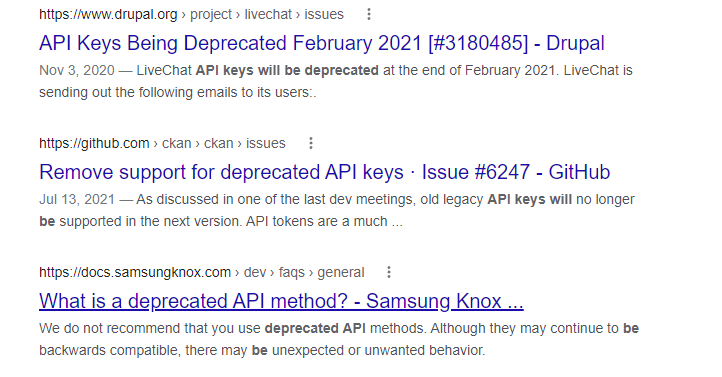 https://www.drupal.org › project › livechat › issues
API Keys Being Deprecated February 2021 [#3180485] - Drupal
Nov 3, 2020 — LiveChat API keys will be deprecated at the end of February 2021. LiveChat is
sending out the following emails to its users:.
https://github.com › ckan › ckan › issues
Remove support for deprecated API keys · Issue #6247 - GitHub
Jul 13, 2021 — As discussed in one of the last dev meetings, old legacy API keys will no longer
be supported in the next version. API tokens are a much ...
https://docs.samsungknox.com › dev › faqs › general
What is a deprecated API method? - Samsung Knox ...
We do not recommend that you use deprecated API methods. Although they may continue to be
backwards compatible, there may be unexpected or unwanted behavior.